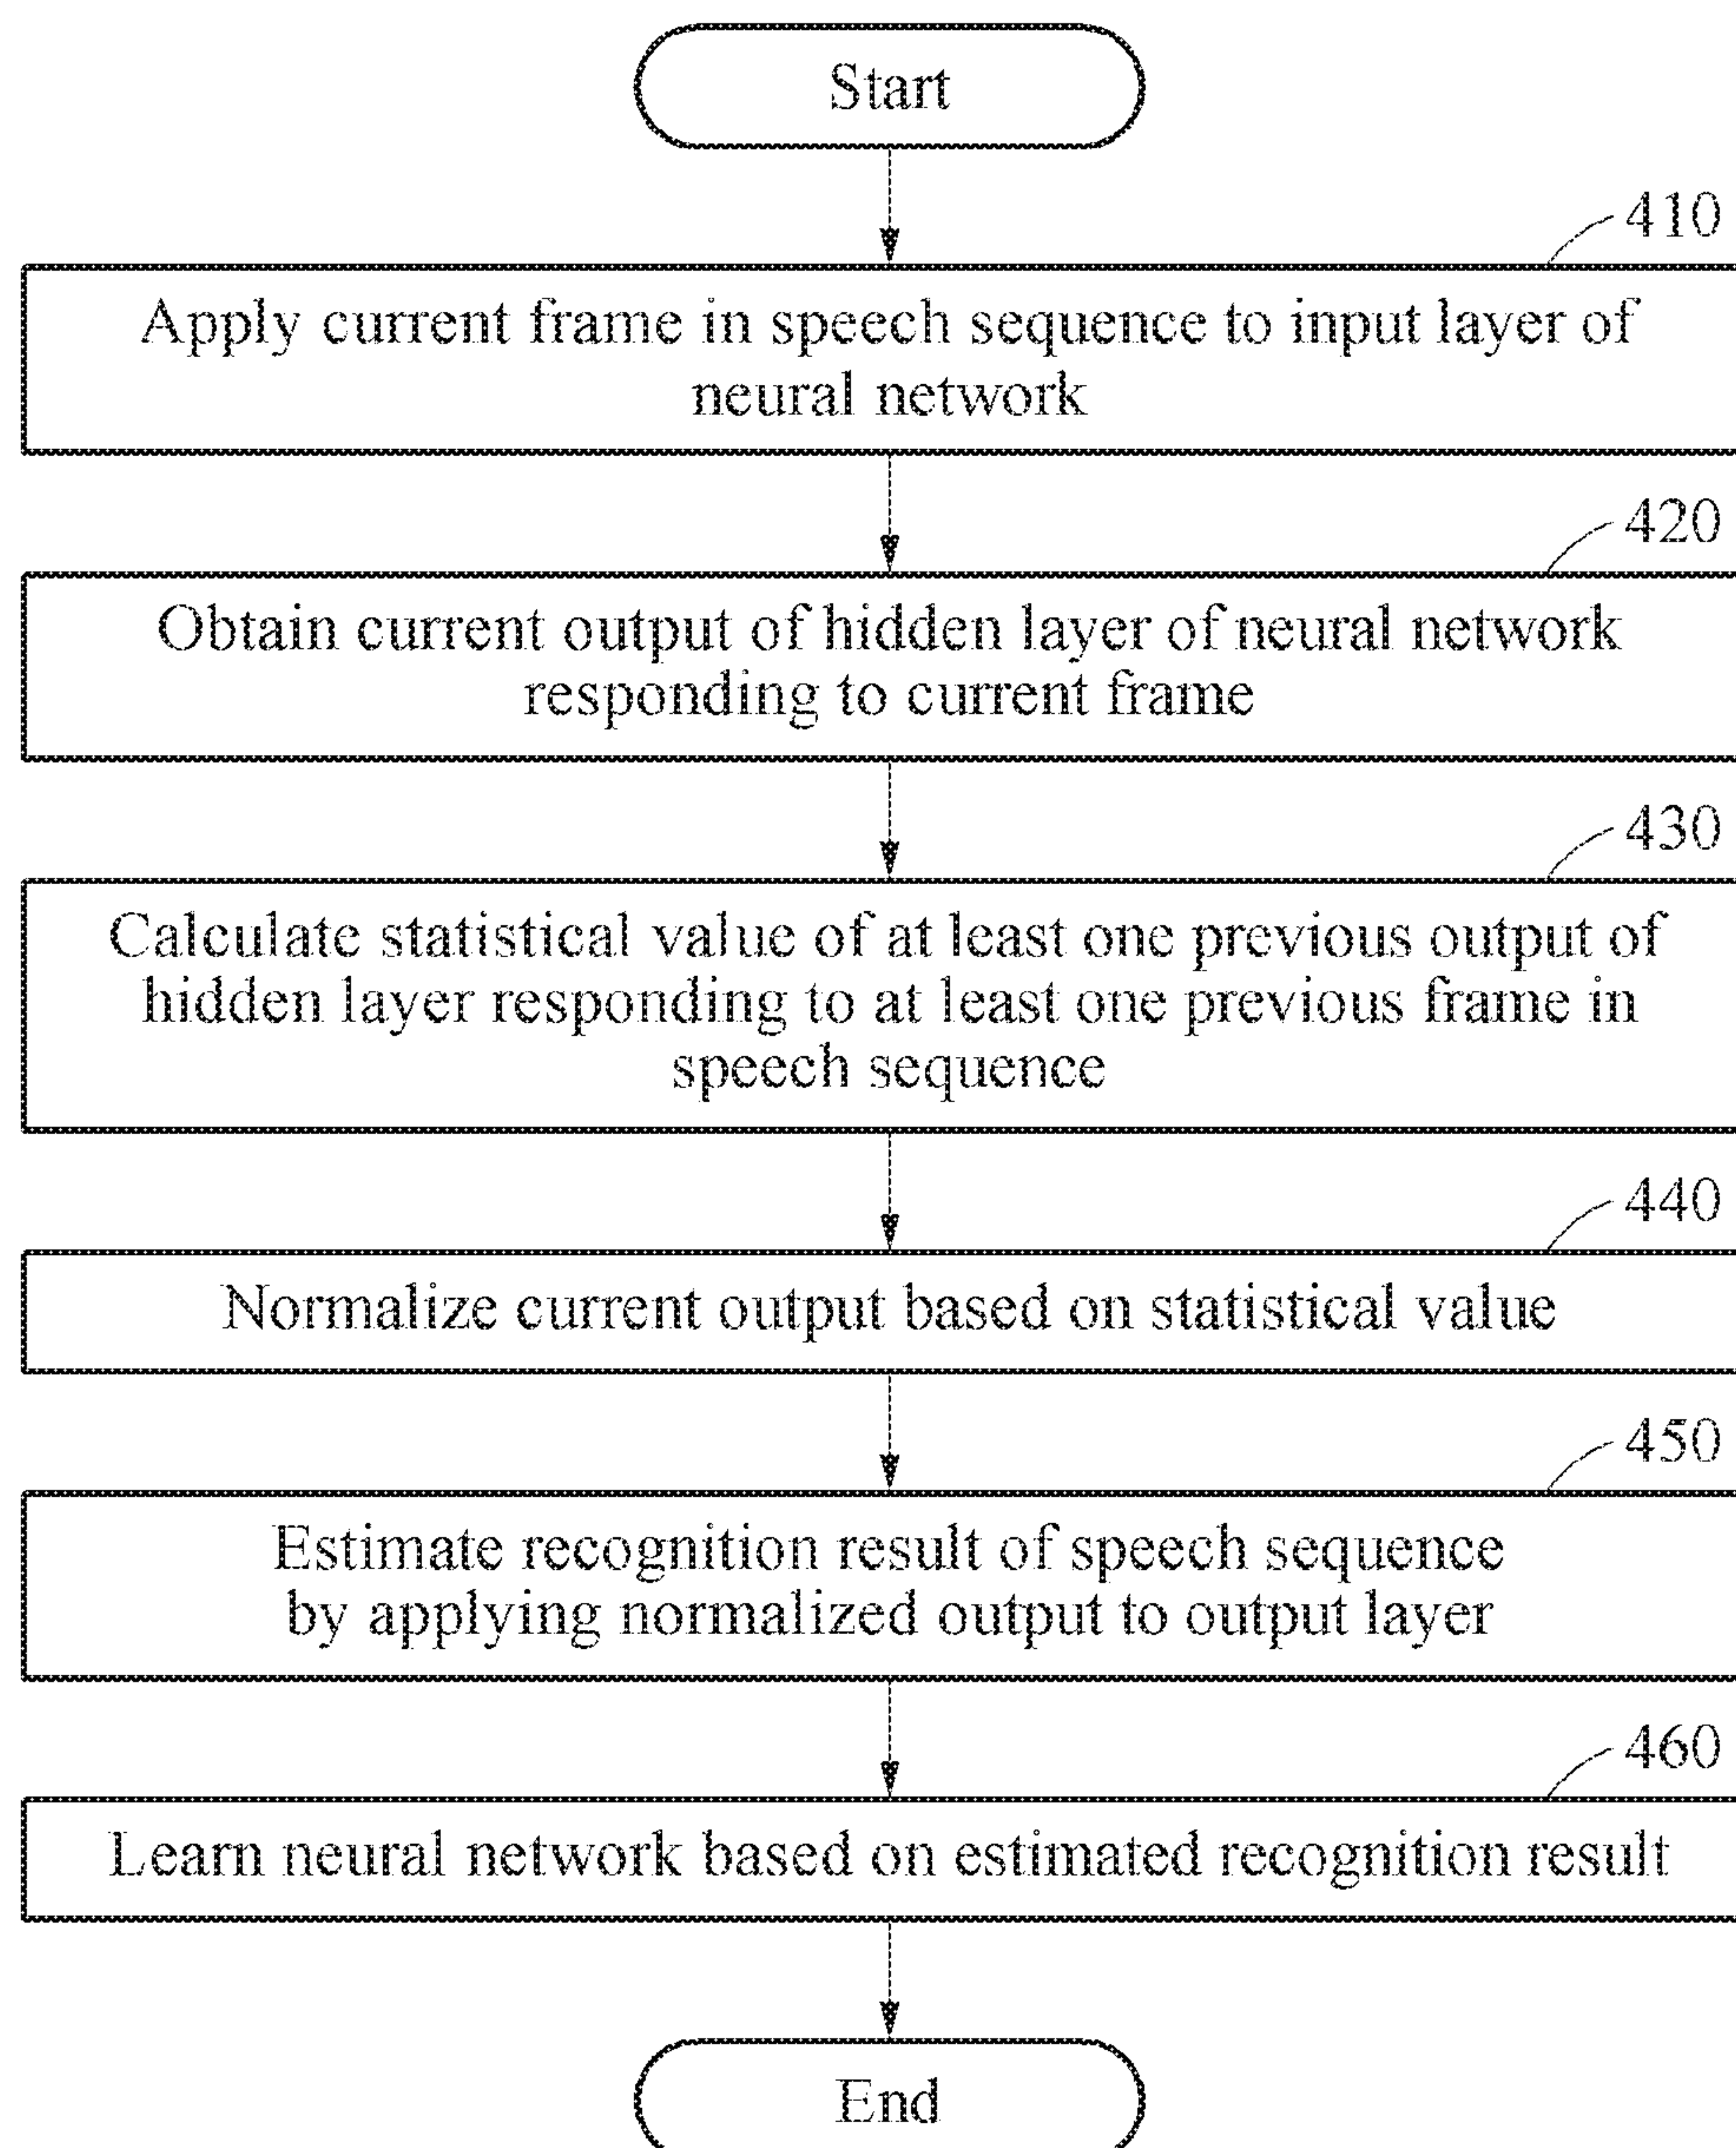 Start
410
Apply current frame in speech sequence to input layer of
neural network
420
Obtain current output of hidden layer of neural network
responding to current frame
430
Calculate statistical value of at least one previous output of
hidden layer responding to at least one previous frame in
speech sequence
440
Normalize current output based on statistical value
450
Estimate recognition result of speech sequence
by applying normalized output to output layer
460
Learn neural network based on estimated recognition result
End